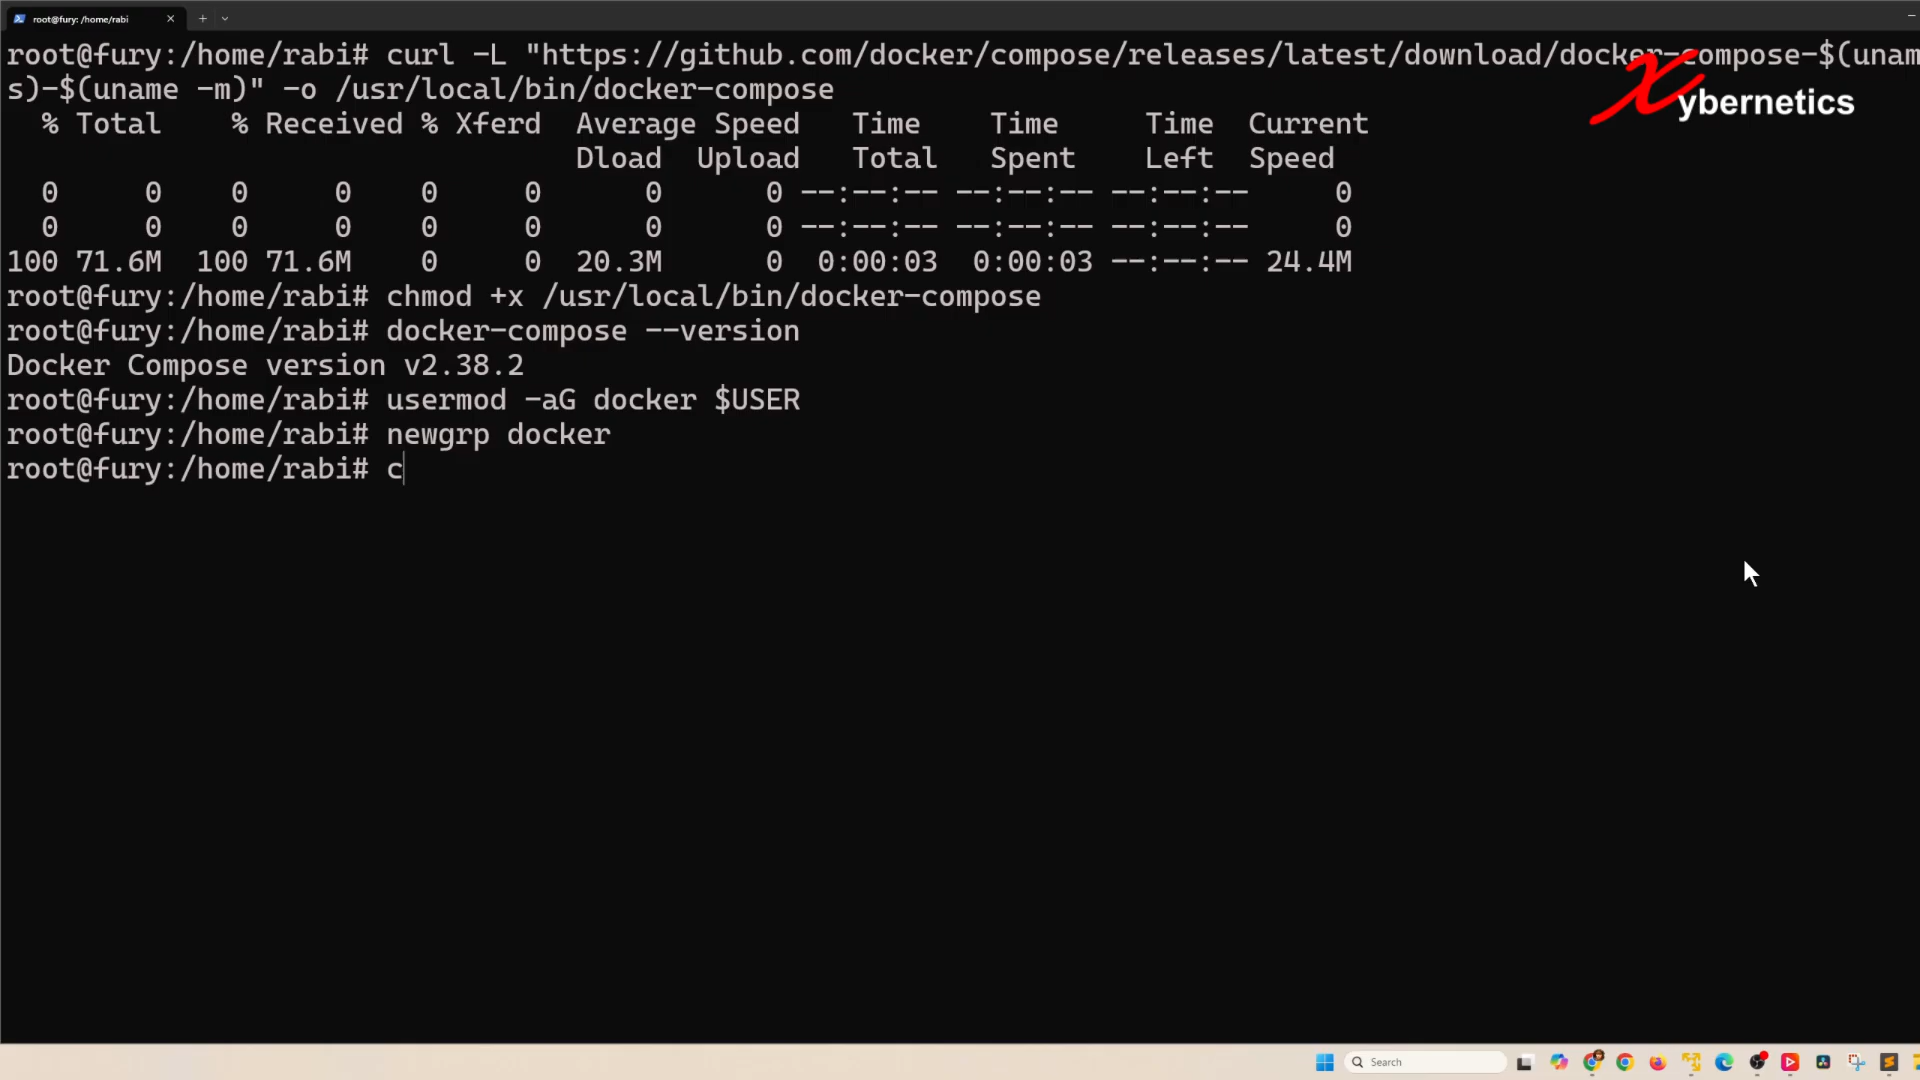 root@fury: /home/rabi
root@fury:/home/rabi# curl -L "https://github.com/docker/compose/releases/latest/download/docker-compose-$(unam
s)-$(uname -m)" -o /usr/local/bin/docker-compose
% Total % Received % Xferd Average Speed Time Time Time Current
Dload Upload Total Spent Left Speed
0 0 0 0 0 0 0 0 --:--:-- --:--:-- --:--:-- 0
0 0 0 0 0 0 0 0 --:--:-- --:--:-- --:--:-- 0
100 71.6M 100 71.6M 0 0 20.3M 0 0:00:03 0:00:03 --:--:-- 24.4M
root@fury:/home/rabi# chmod +x /usr/local/bin/docker-compose
root@fury:/home/rabi# docker-compose --version
Docker Compose version v2.38.2
root@fury:/home/rabi# usermod -aG docker $USER
root@fury:/home/rabi# newgrp docker
root@fury:/home/rabi# c
Xybernetics
Search